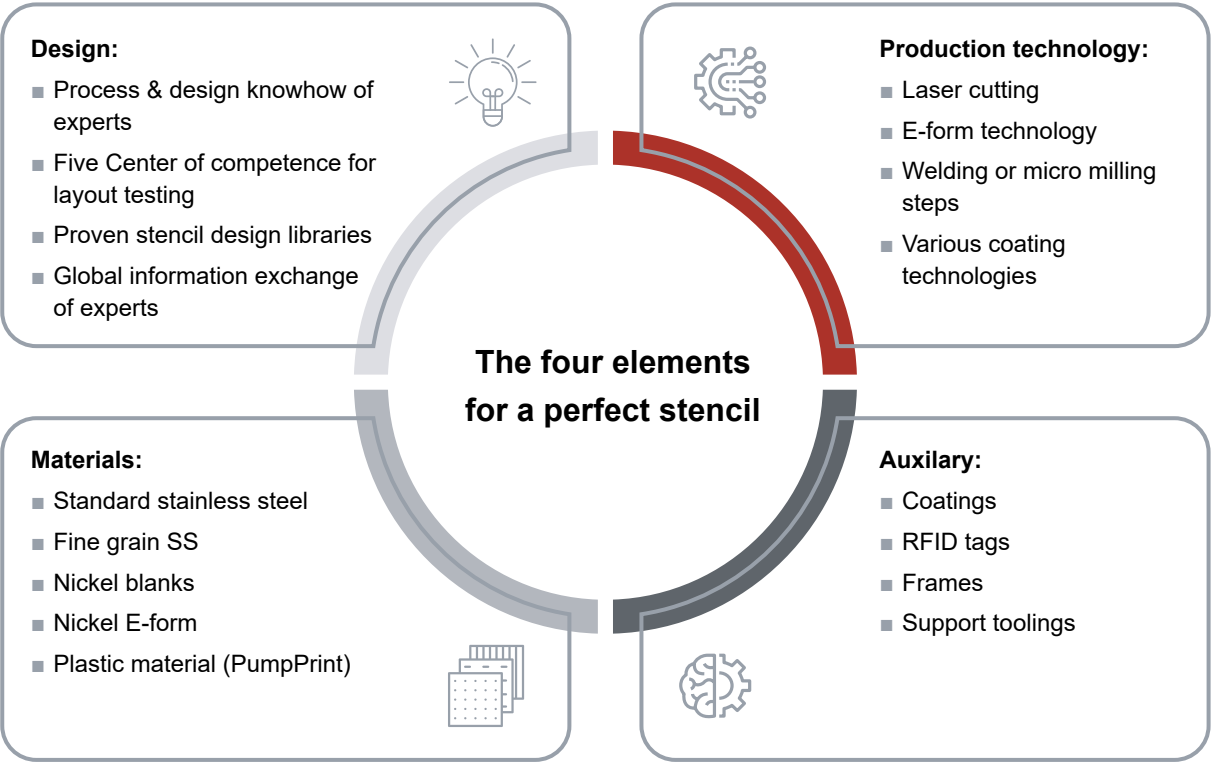 Design:
Process & design knowhow of
experts
Five Center of competence for
layout testing
Proven stencil design libraries
Global information exchange
of experts
Production technology:
Laser cutting
E-form technology
Welding or micro milling
steps
Various coating
technologies
The four elements
for a perfect stencil
Materials:
Standard stainless steel
Fine grain SS
Nickel blanks
Nickel E-form
Plastic material (PumpPrint)
Auxilary:
Coatings
RFID tags
Frames
Support toolings